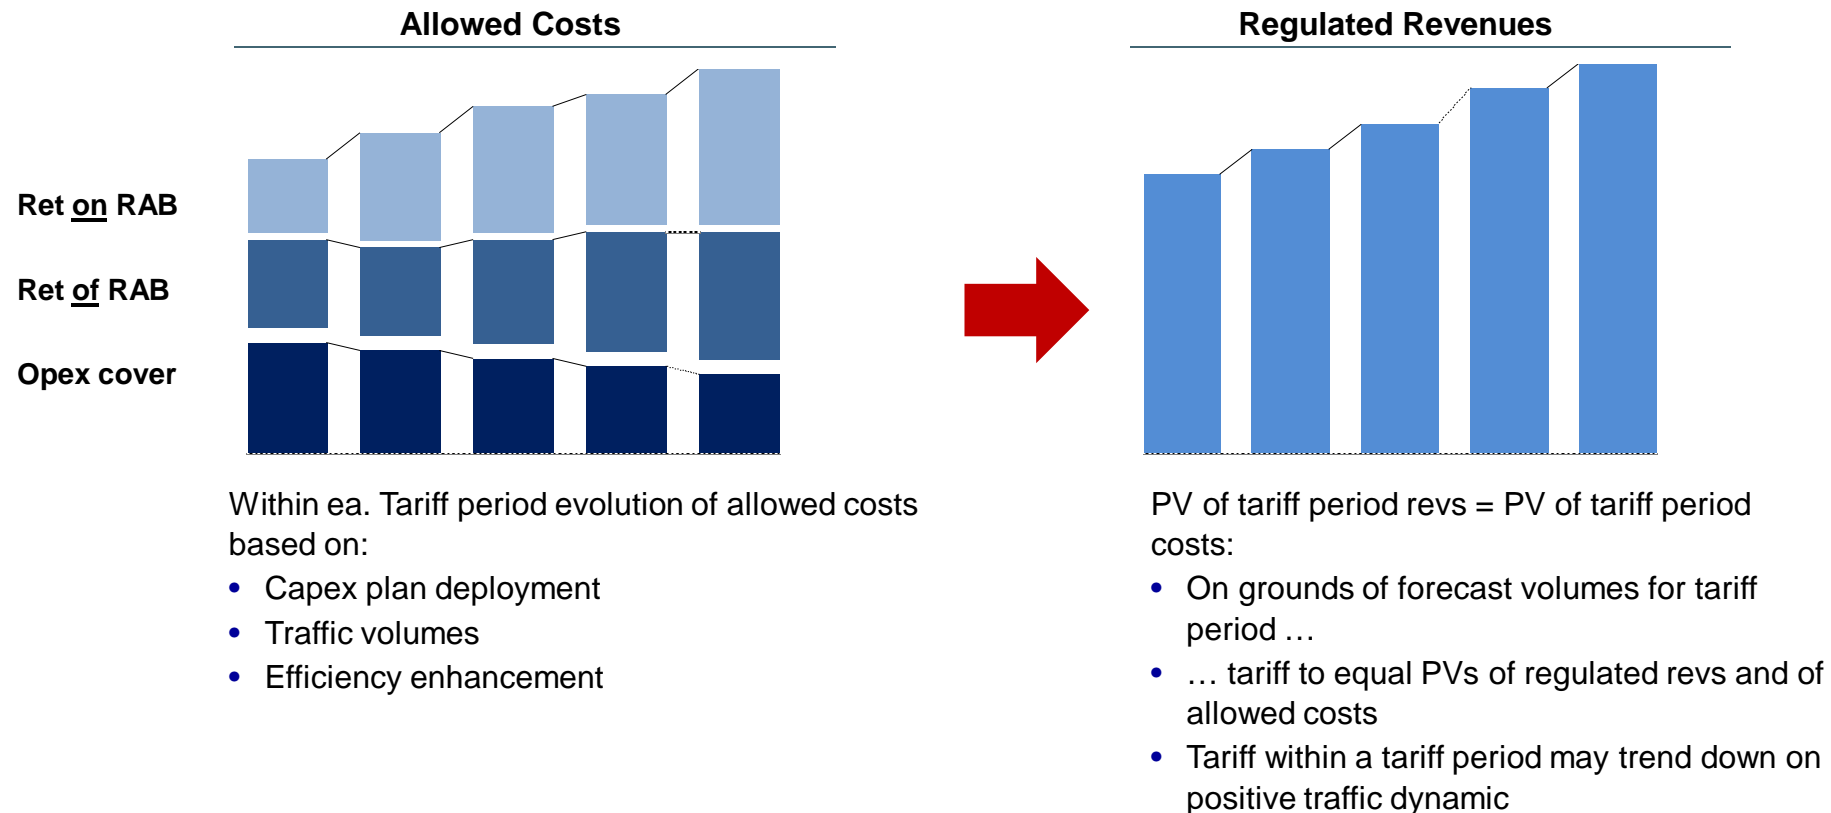 Allowed Costs
Ret on RAB
Ret of RAB
Opex cover
Within ea. Tariff period evolution of allowed costs
based on:
• Capex plan deployment
• Traffic volumes
• Efficiency enhancement
Regulated Revenues
PV of tariff period revs = PV of tariff period
costs:
• On grounds of forecast volumes for tariff
period …
• … tariff to equal PVs of regulated revs and of
allowed costs
• Tariff within a tariff period may trend down on
positive traffic dynamic